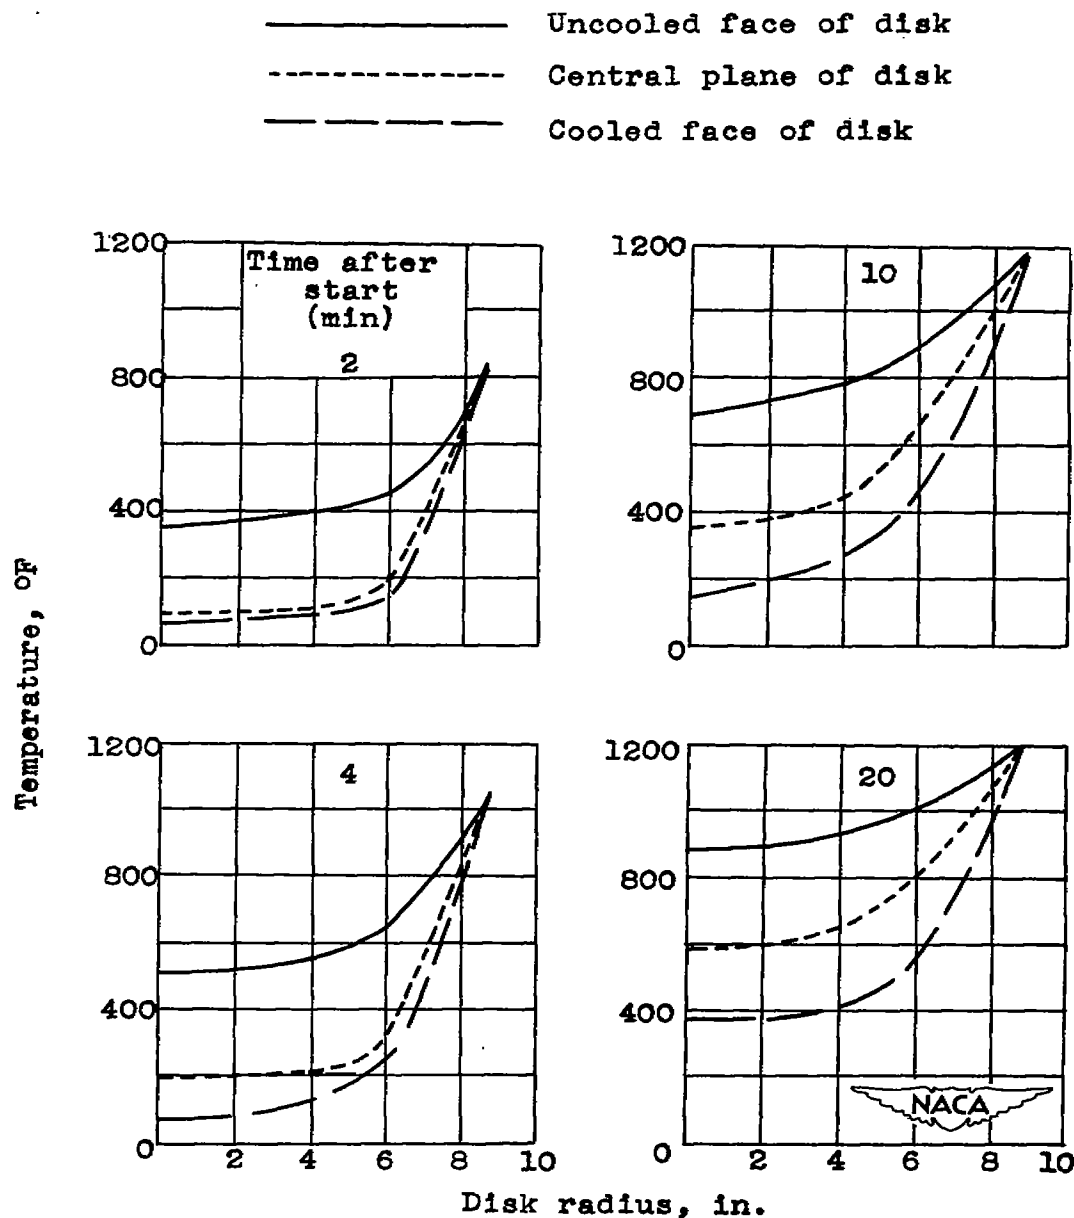 Uncooled face of disk
Central plane of disk
Cooled face of disk
1200
Time after
start
(min)
2
800
400
0
1200
10
800
400
0
Temperature, °F
1200
4
800
400
0
2 4 6 8 10
1200
20
800
400
0
NACA
2 4 6 8 10
Disk radius, in.